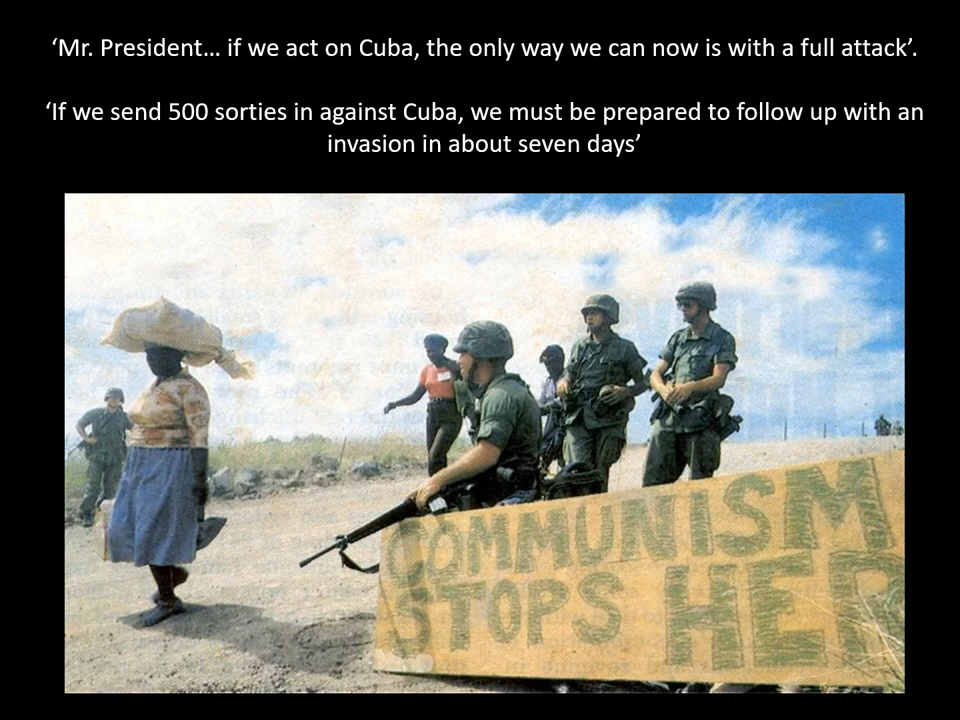 ‘Mr. President… if we act on Cuba, the only way we can now is with a full attack’.
‘If we send 500 sorties in against Cuba, we must be prepared to follow up with an
invasion in about seven days’
COMMUNISM
STOPS HER